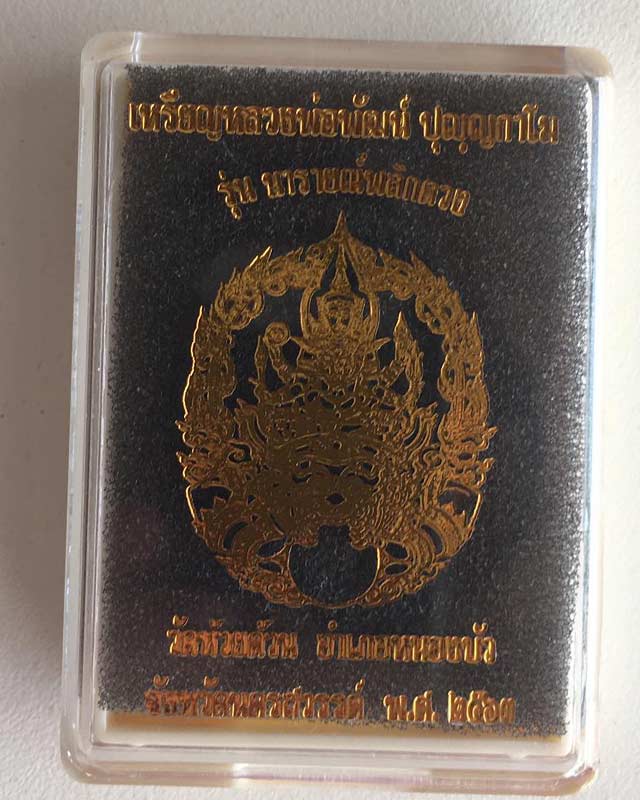 เหรียญหลวงพ่อพัฒน์ ปุญฺญกาโม
รุ่น นารายณ์พลิกดวง
วัดห้วยด้วน อำเภอหนองบัว
จังหวัดนครสวรรค์ พ.ศ. ๒๕๖๓